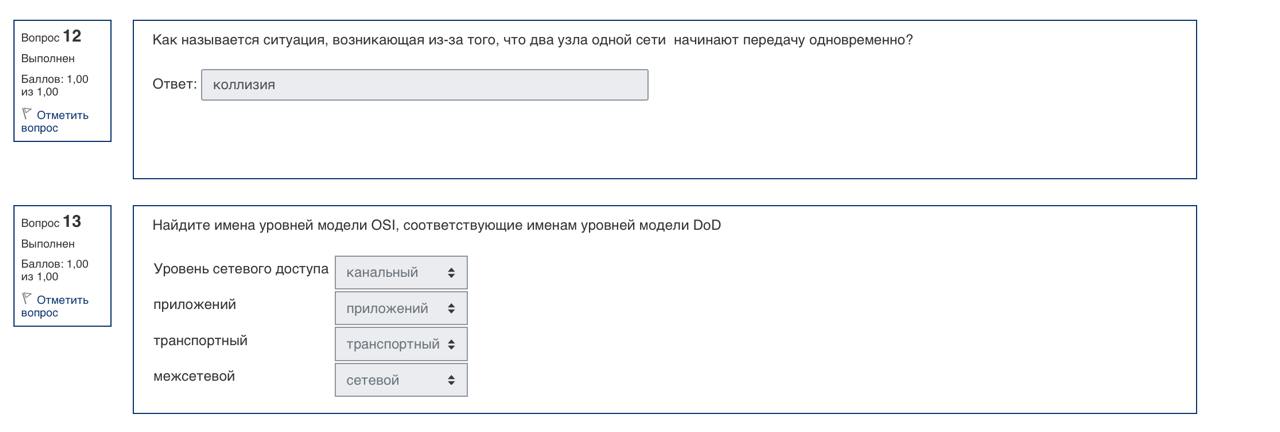 Вопрос 12
Выполнен
Баллов: 1,00
из 1,00
Отметить
вопрос
Как называется ситуация, возникающая из-за того, что два узла одной сети начинают передачу одновременно?
Ответ: коллизия
Вопрос 13
Выполнен
Баллов: 1,00
из 1,00
Отметить
вопрос
Найдите имена уровней модели OSI, соответствующие именам уровней модели DoD
Уровень сетевого доступа канальный
приложений приложений
транспортный транспортный
межсетевой сетевой